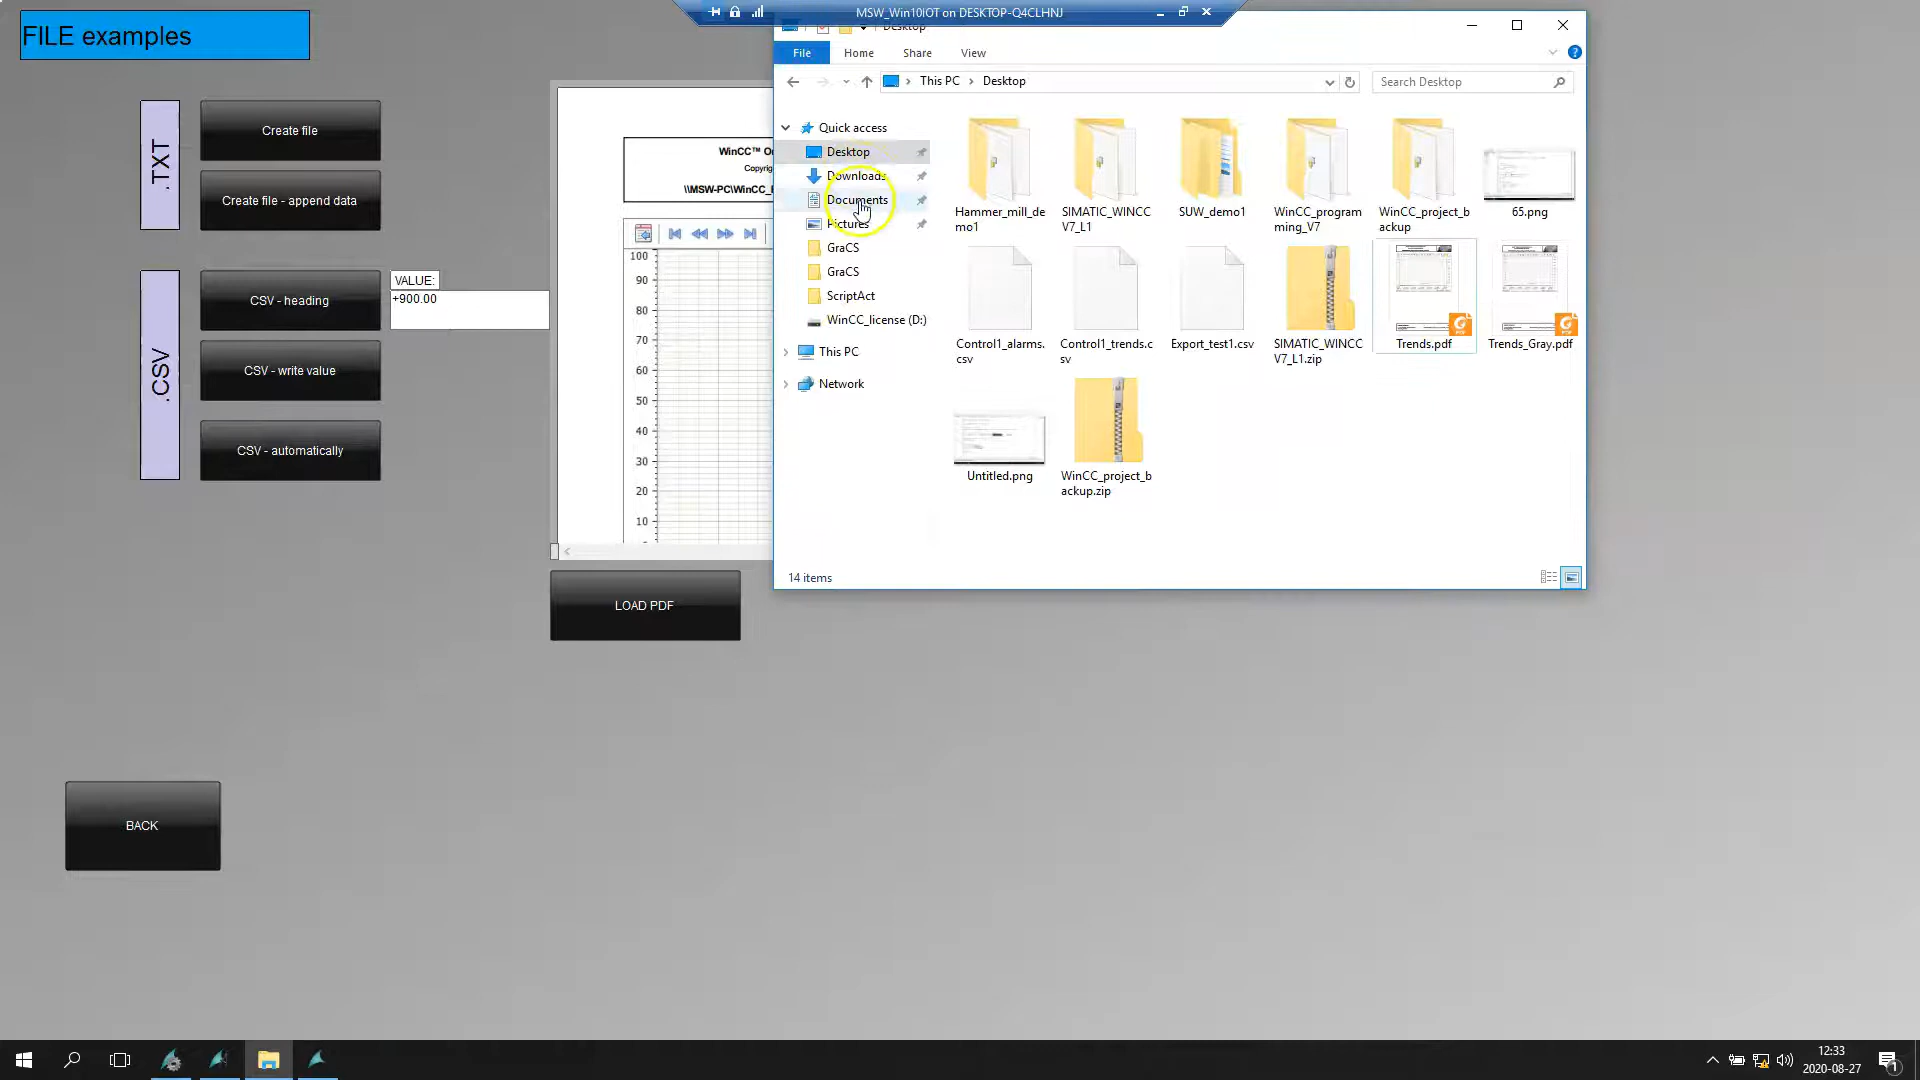 MSW_Win10IOT on DESKTOP-Q4CLHNJ
FILE examples
.TXT
Create file
Create file - append data
.CSV
CSV - heading
VALUE:
+900.00
CSV - write value
CSV - automatically
Copyrig
\\MSW-PC\WinCC_
100
90
80
70
60
50
40
30
20
10
LOAD PDF
BACK
Desktop
File
Home
Share
View
This PC
Desktop
Search Desktop
Quick access
Desktop
Downloads
Documents
Pictures
GraCS
GraCS
ScriptAct
WinCC_license (D:)
This PC
Network
Hammer_mill_de
mo1
SIMATIC_WINCC
V7_L1
SUW_demo1
WinCC_program
ming_V7
WinCC_project_b
ackup
65.png
Control1_alarms.
csv
Control1_trends.c
sv
Export_test1.csv
SIMATIC_WINCC
V7_L1.zip
Trends.pdf
Trends_Gray.pdf
Untitled.png
WinCC_project_b
ackup.zip
14 items
12:33
2020-08-27
1